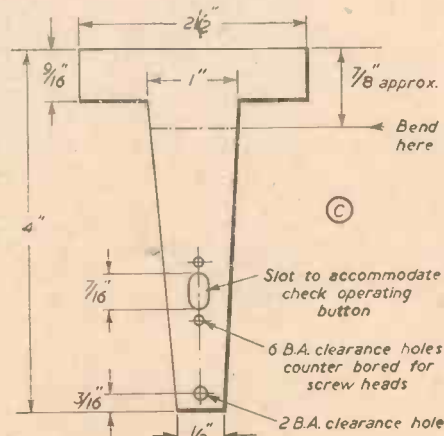 2½"
9/16"
1"
7/8" approx.
Bend
here
4"
C
7/16"
Slot to accommodate
check operating
button
6 B.A. clearance holes
counter bored for
screw heads
3/16"
2 B.A. clearance hole
½"